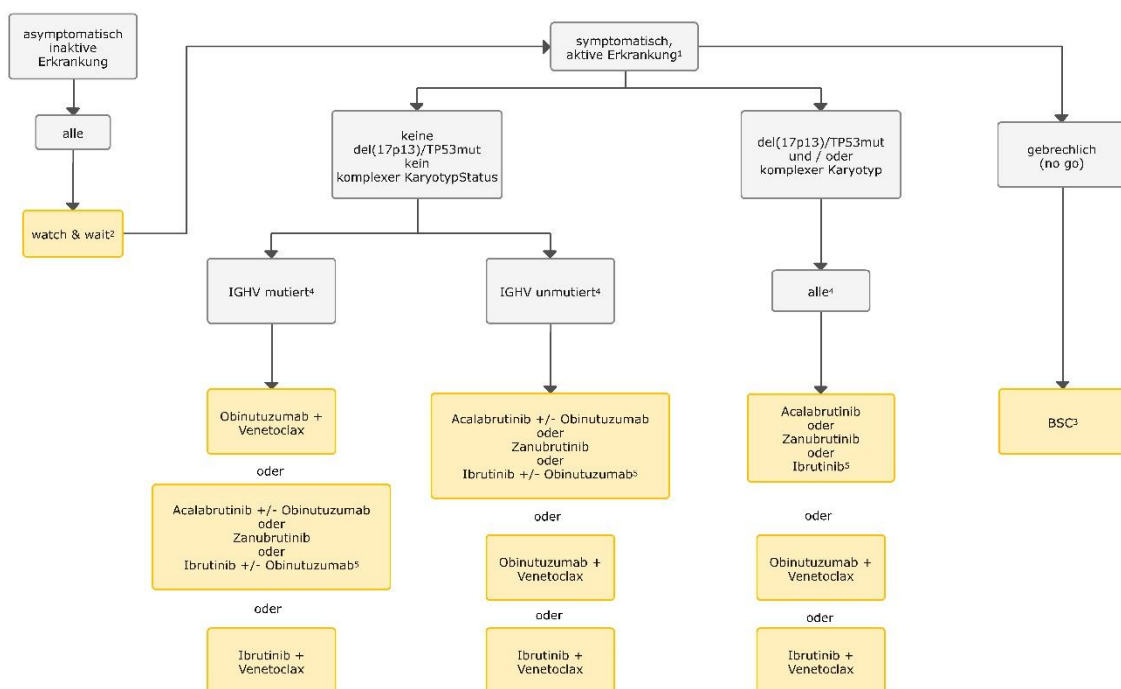 asymptomatisch
inaktive
Erkrankung
symptomatisch,
aktive Erkrankung¹
alle
keine
del(17p13)/TP53mut
kein
komplexer KaryotypStatus
del(17p13)/TP53mut
und / oder
komplexer Karyotyp
gebrechlich
(no go)
watch & wait²
IGHV mutiert⁴
IGHV unmutiert⁴
alle⁴
Obinutuzumab +
Venetoclax
oder
Acalabrutinib +/- Obinutuzumab
oder
Zanubrutinib
oder
Ibrutinib +/- Obinutuzumab⁵
oder
Ibrutinib +
Venetoclax
Acalabrutinib +/- Obinutuzumab
oder
Zanubrutinib
oder
Ibrutinib +/- Obinutuzumab⁵
oder
Obinutuzumab +
Venetoclax
oder
Ibrutinib +
Venetoclax
Acalabrutinib
oder
Zanubrutinib
oder
Ibrutinib⁵
oder
Obinutuzumab +
Venetoclax
oder
Ibrutinib +
Venetoclax
BSC³